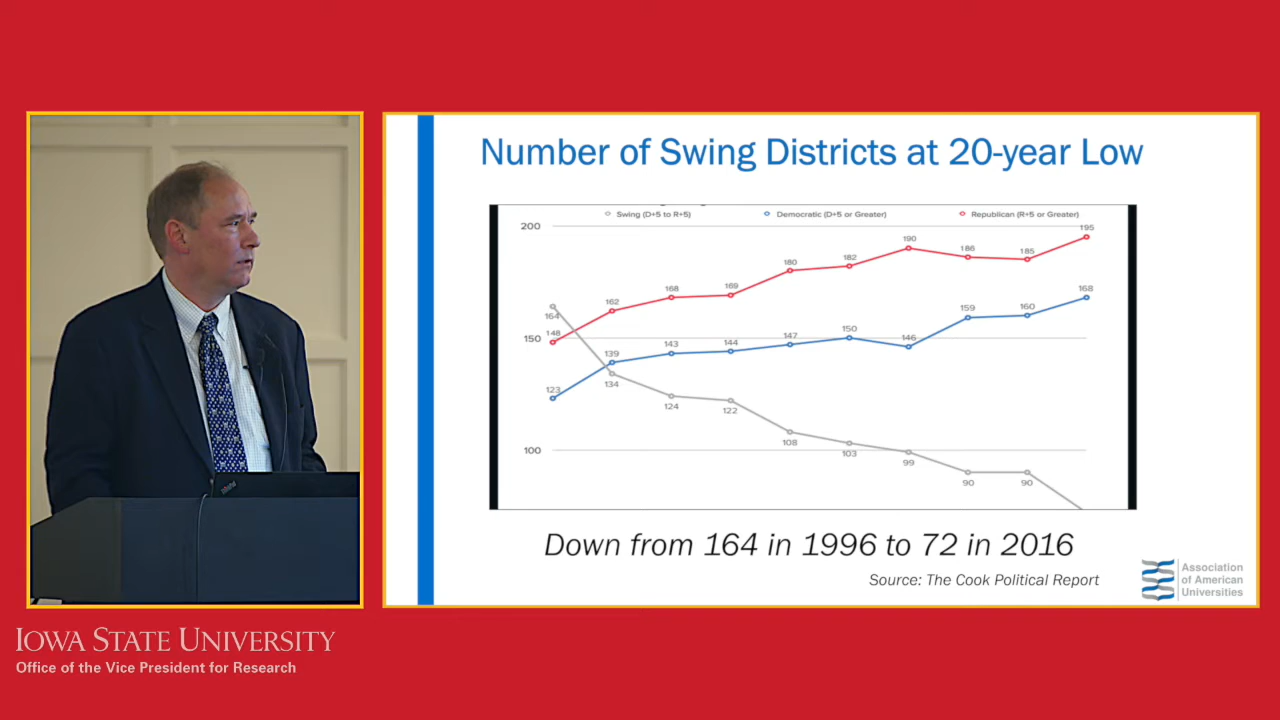 Number of Swing Districts at 20-year Low
Swing (D+5 to R+5)
Democratic (D+5 or Greater)
Republican (R+5 or Greater)
200
150
100
148
162
168
169
180
182
190
186
185
195
123
139
143
144
147
150
146
159
160
168
164
134
124
122
108
103
99
90
90
Down from 164 in 1996 to 72 in 2016
Source: The Cook Political Report
Association
of American
Universities
IOWA STATE UNIVERSITY
Office of the Vice President for Research